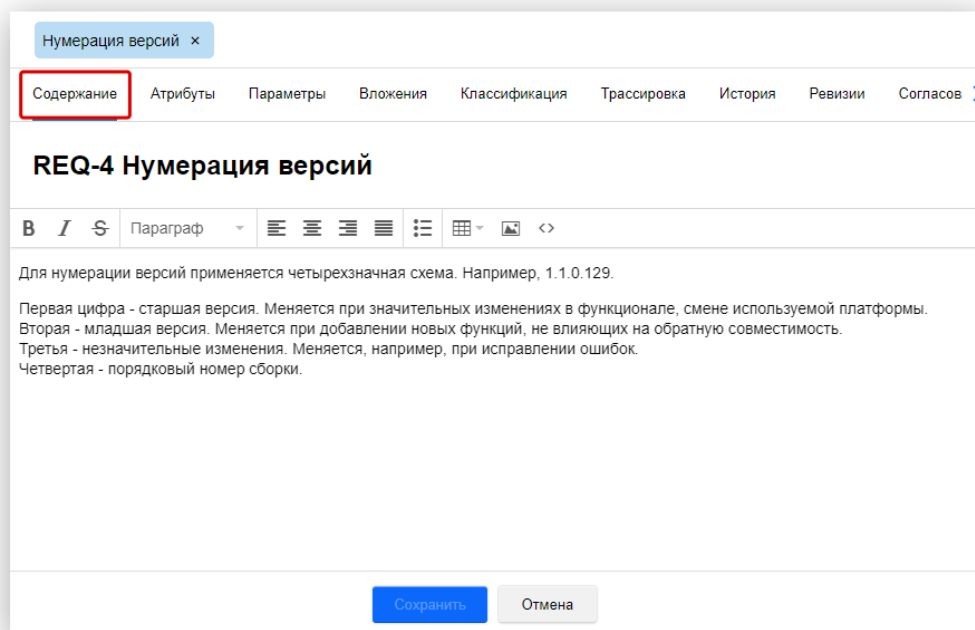 Нумерация версий ×
Содержание Атрибуты Параметры Вложения Классификация Трассировка История Ревизии Согласов
REQ-4 Нумерация версий
B I S Параграф
Для нумерации версий применяется четырехзначная схема. Например, 1.1.0.129.
Первая цифра - старшая версия. Меняется при значительных изменениях в функционале, смене используемой платформы.
Вторая - младшая версия. Меняется при добавлении новых функций, не влияющих на обратную совместимость.
Третья - незначительные изменения. Меняется, например, при исправлении ошибок.
Четвертая - порядковый номер сборки.
Сохранить Отмена